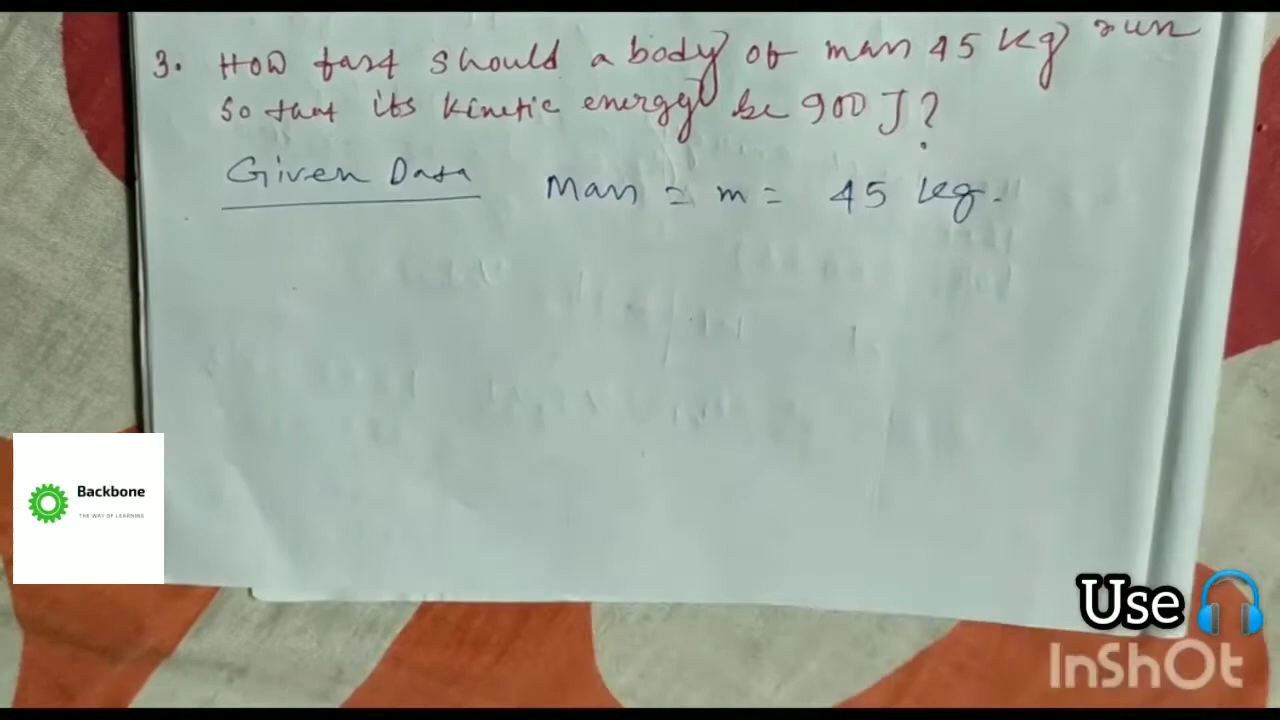 3. How fast should a body of mass 45 kg run
so that its kinetic energy be 900 J?
Given Data Mass = m = 45 kg.
Backbone
THE WAY OF LEARNING
Use
InShOt